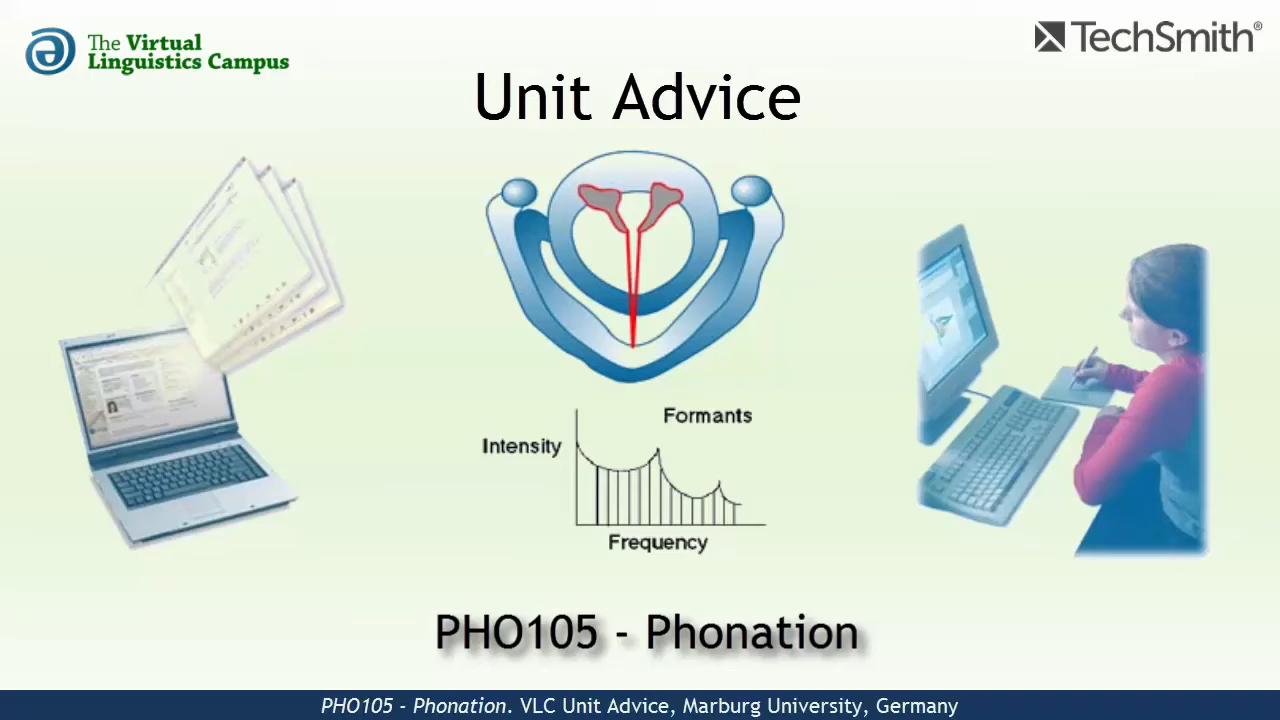 The Virtual
Linguistics Campus
TechSmith®
Unit Advice
Formants
Intensity
Frequency
PHO105 - Phonation
PHO105 - Phonation. VLC Unit Advice, Marburg University, Germany